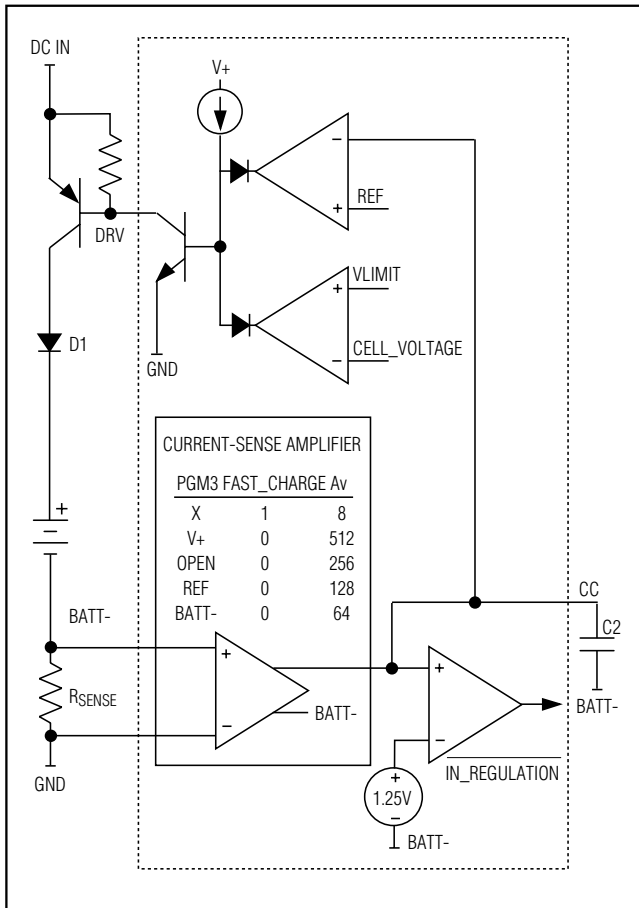 DC IN
V+
−
REF
+
DRV
VLIMIT
+
D1
CELL_VOLTAGE
−
GND
CURRENT-SENSE AMPLIFIER
PGM3 FAST_CHARGE Av
X 1 8
V+ 0 512
OPEN 0 256
REF 0 128
BATT- 0 64
+
−
BATT-
+
−
RSENSE
BATT-
GND
CC
C2
BATT-
+
−
IN_REGULATION
+
1.25V
−
BATT-